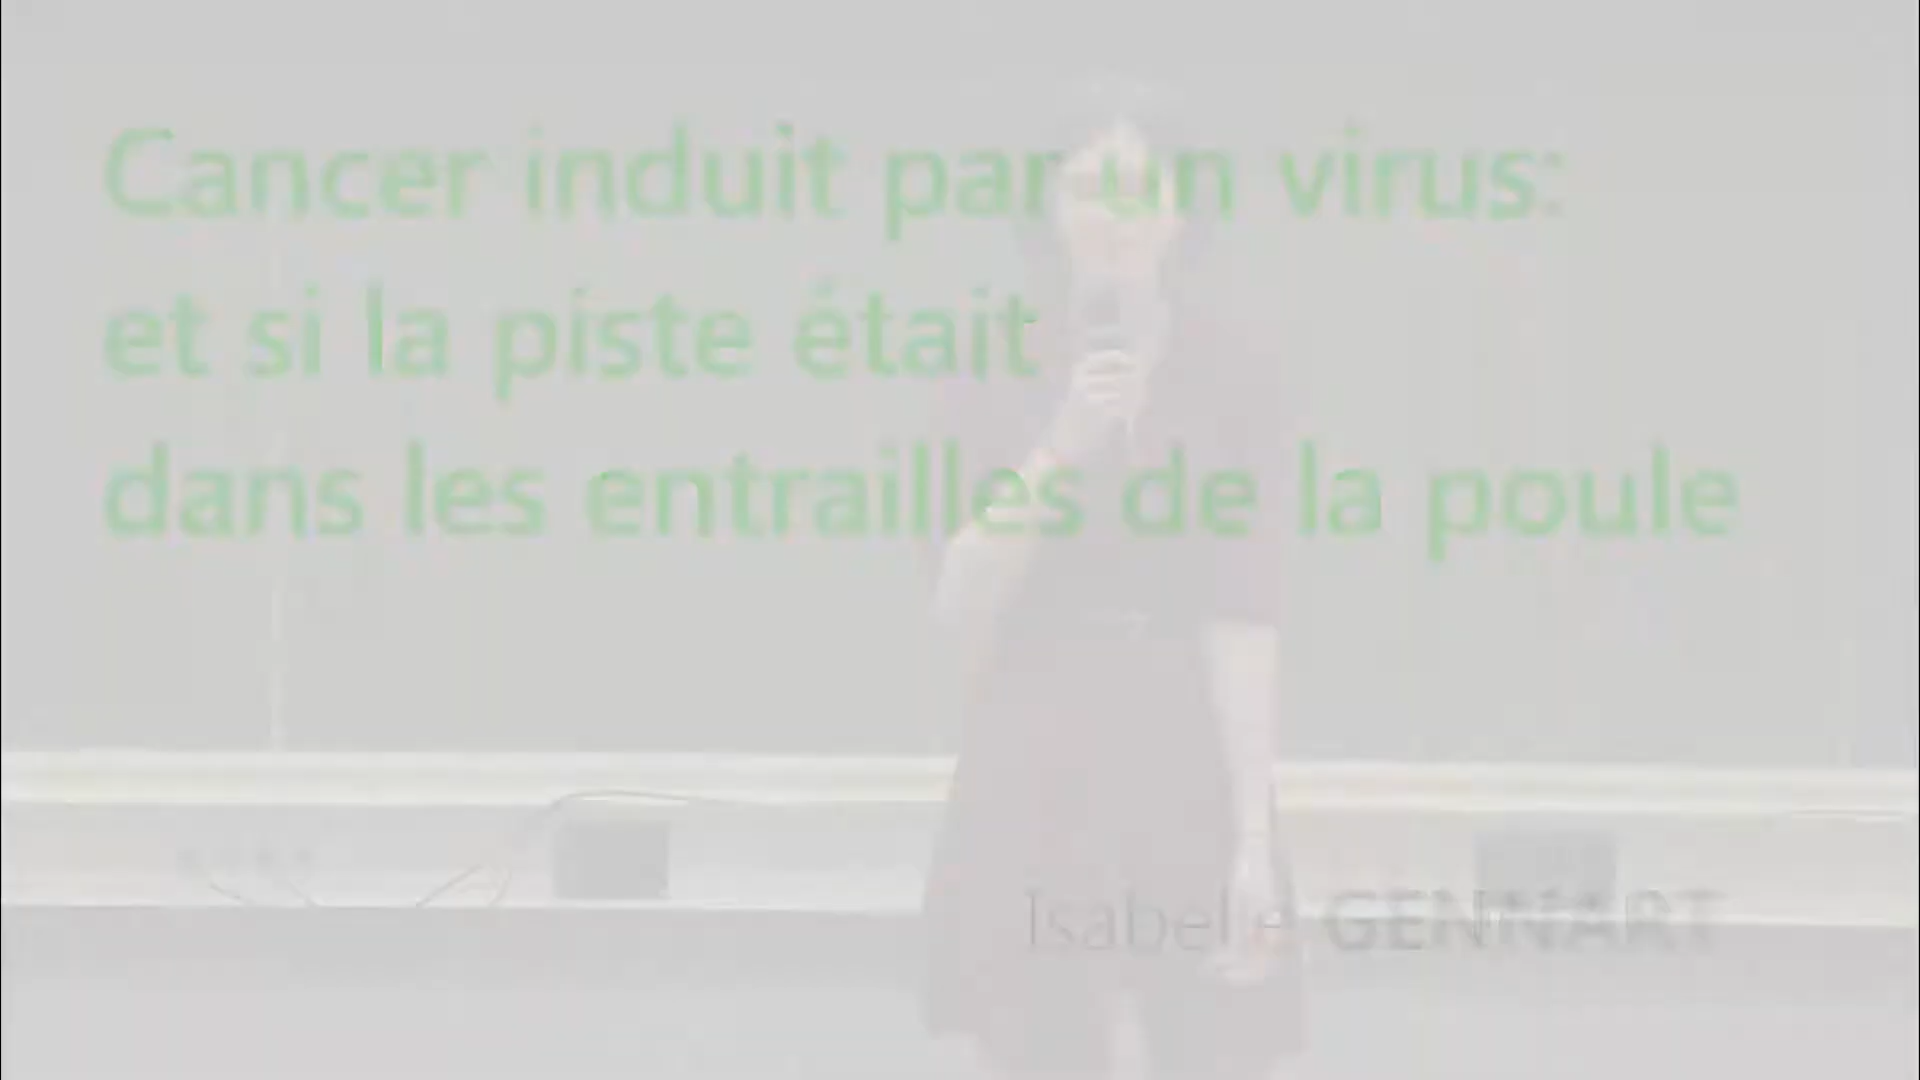 Cancer induit par un virus:
et si la piste était
dans les entrailles de la poule
Isabelle GENNART